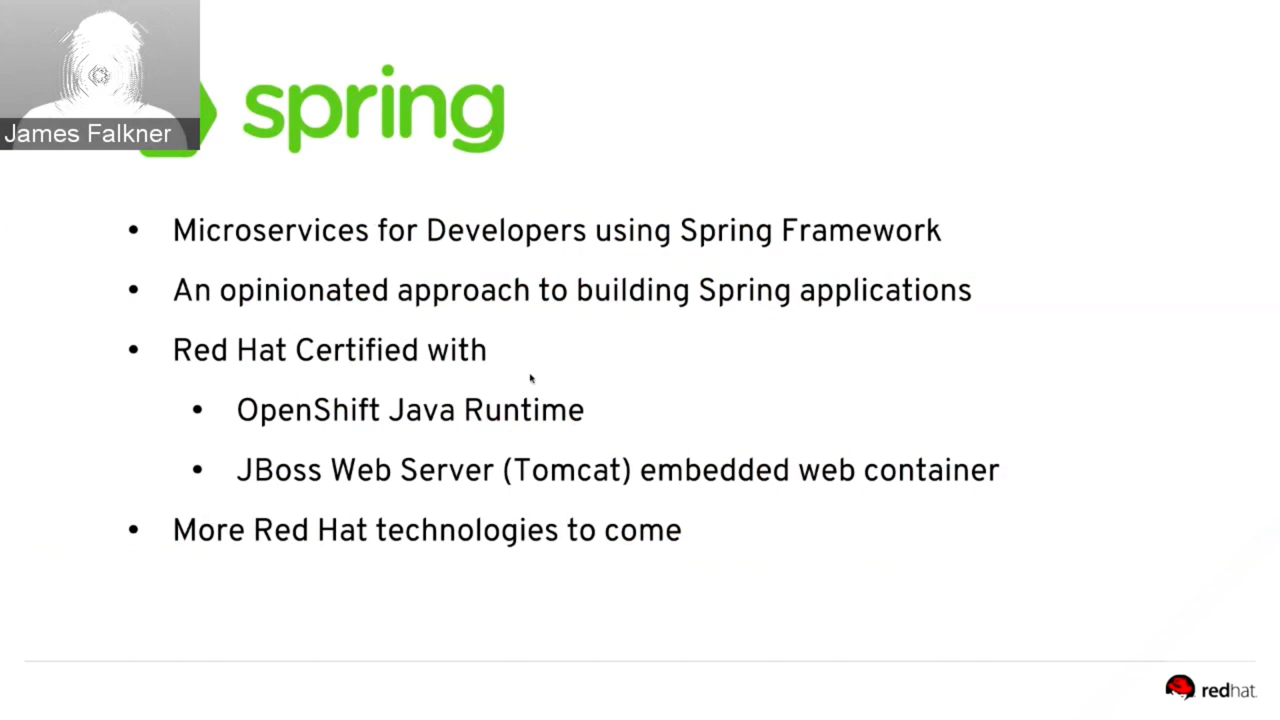 James Falkner
spring
• Microservices for Developers using Spring Framework
• An opinionated approach to building Spring applications
• Red Hat Certified with
• OpenShift Java Runtime
• JBoss Web Server (Tomcat) embedded web container
• More Red Hat technologies to come
redhat.